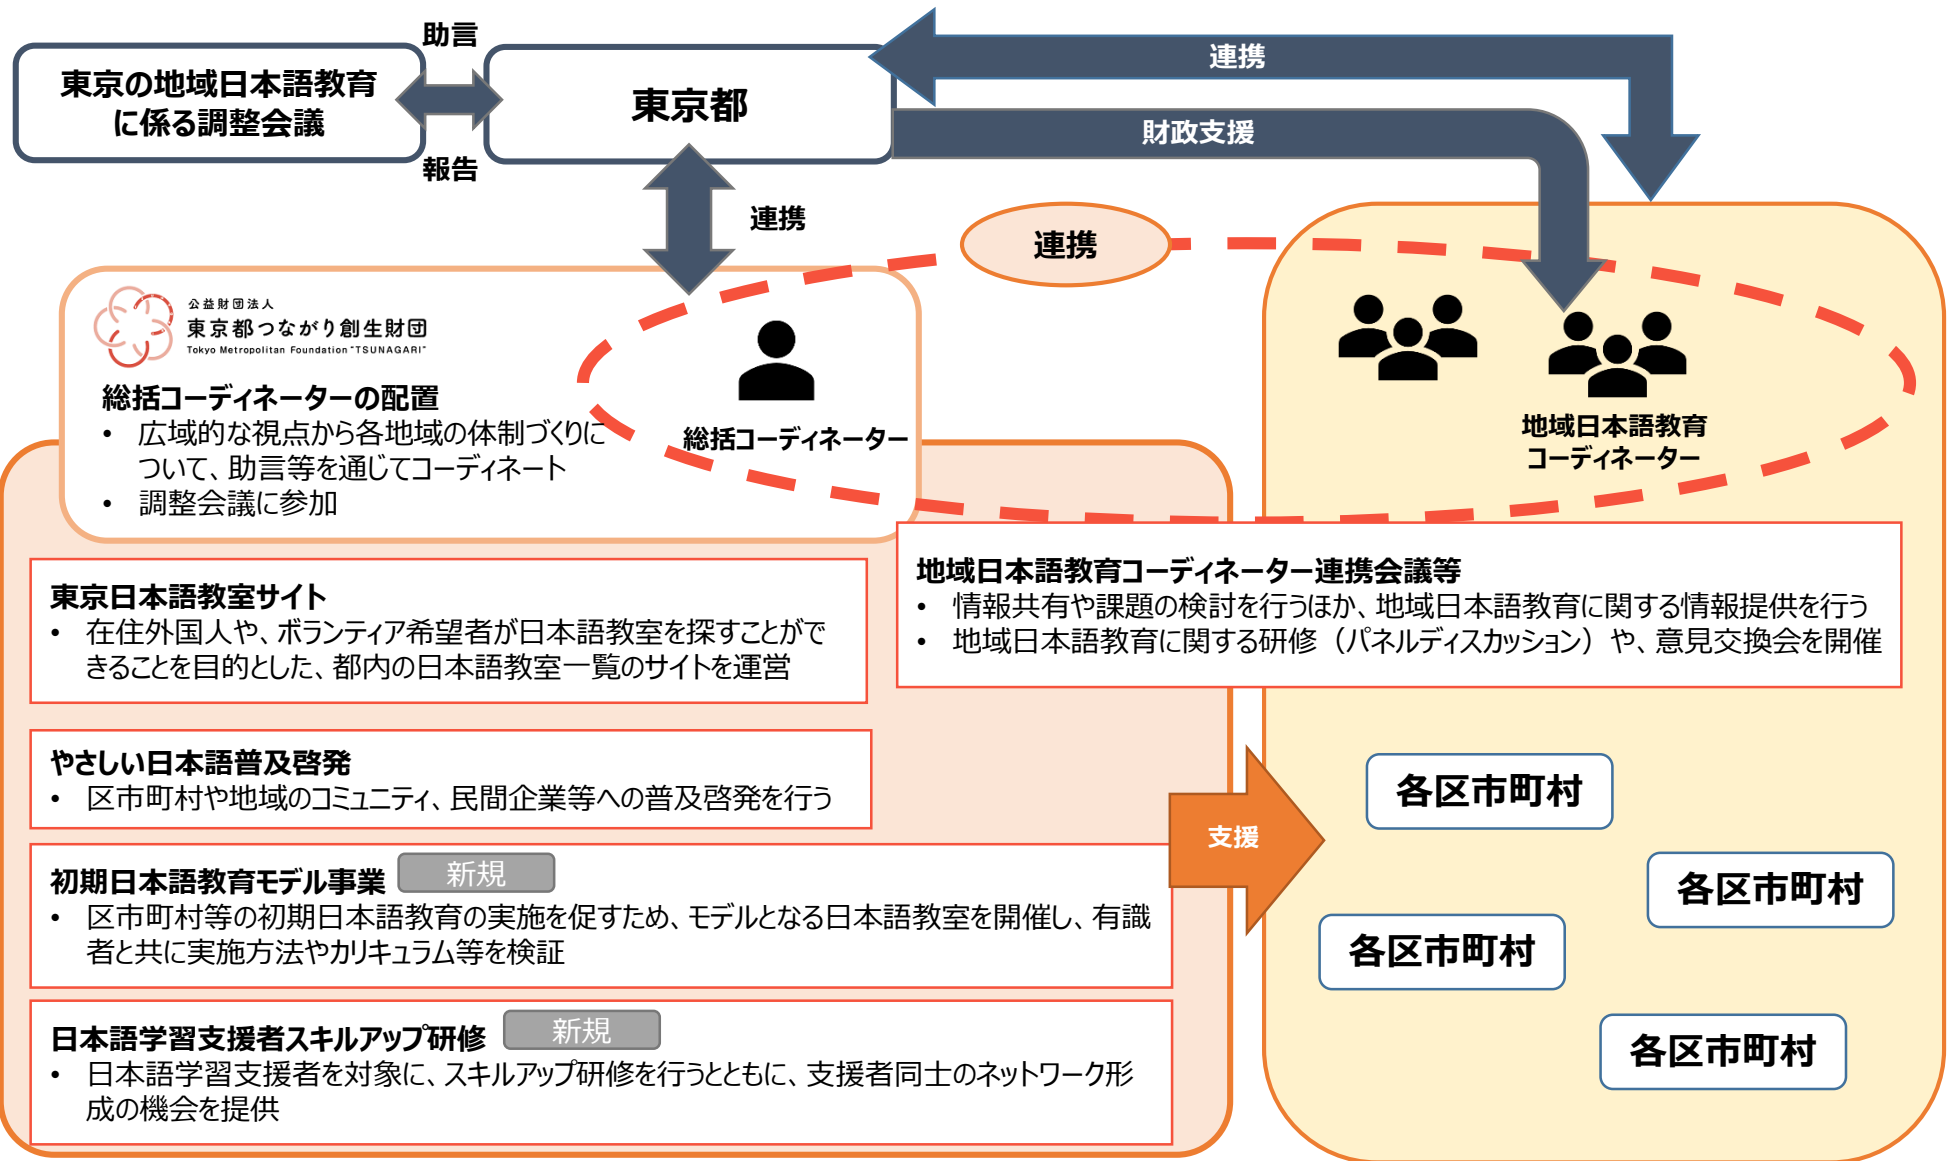 助言
東京の地域日本語教育
に係る調整会議
報告
東京都
連携
財政支援
連携
連携
公益財団法人
東京都つながり創生財団
Tokyo Metropolitan Foundation "TSUNAGARI"
総括コーディネーターの配置
• 広域的な視点から各地域の体制づくりに
ついて、助言等を通じてコーディネート
• 調整会議に参加
総括コーディネーター
地域日本語教育
コーディネーター
地域日本語教育コーディネーター連携会議等
• 情報共有や課題の検討を行うほか、地域日本語教育に関する情報提供を行う
• 地域日本語教育に関する研修（パネルディスカッション）や、意見交換会を開催
東京日本語教室サイト
• 在住外国人や、ボランティア希望者が日本語教室を探すことがで
きることを目的とした、都内の日本語教室一覧のサイトを運営
やさしい日本語普及啓発
• 区市町村や地域のコミュニティ、民間企業等への普及啓発を行う
初期日本語教育モデル事業 新規
• 区市町村等の初期日本語教育の実施を促すため、モデルとなる日本語教室を開催し、有識
者と共に実施方法やカリキュラム等を検証
日本語学習支援者スキルアップ研修 新規
• 日本語学習支援者を対象に、スキルアップ研修を行うとともに、支援者同士のネットワーク形
成の機会を提供
支援
各区市町村
各区市町村
各区市町村
各区市町村